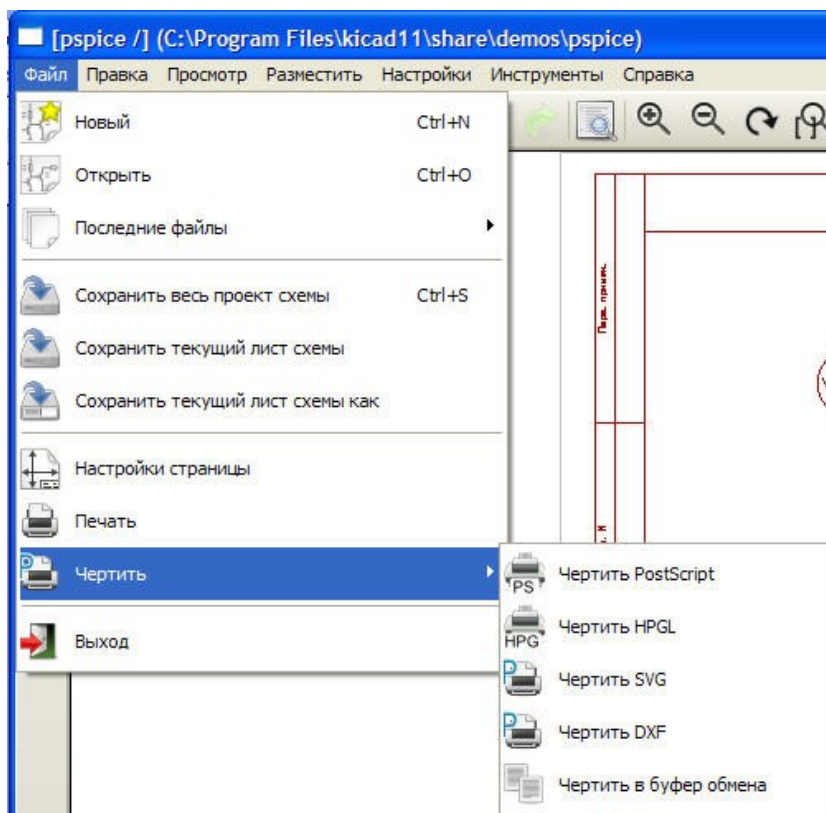 [pspice /] (C:\Program Files\kicad11\share\demos\pspice)
Файл Правка Просмотр Разместить Настройки Инструменты Справка
Новый Ctrl+N
Открыть Ctrl+O
Последние файлы
Сохранить весь проект схемы Ctrl+S
Сохранить текущий лист схемы
Сохранить текущий лист схемы как
Настройки страницы
Печать
Чертить
Выход
PS Чертить PostScript
HPG Чертить HPGL
Чертить SVG
Чертить DXF
Чертить в буфер обмена
Перв. примен.